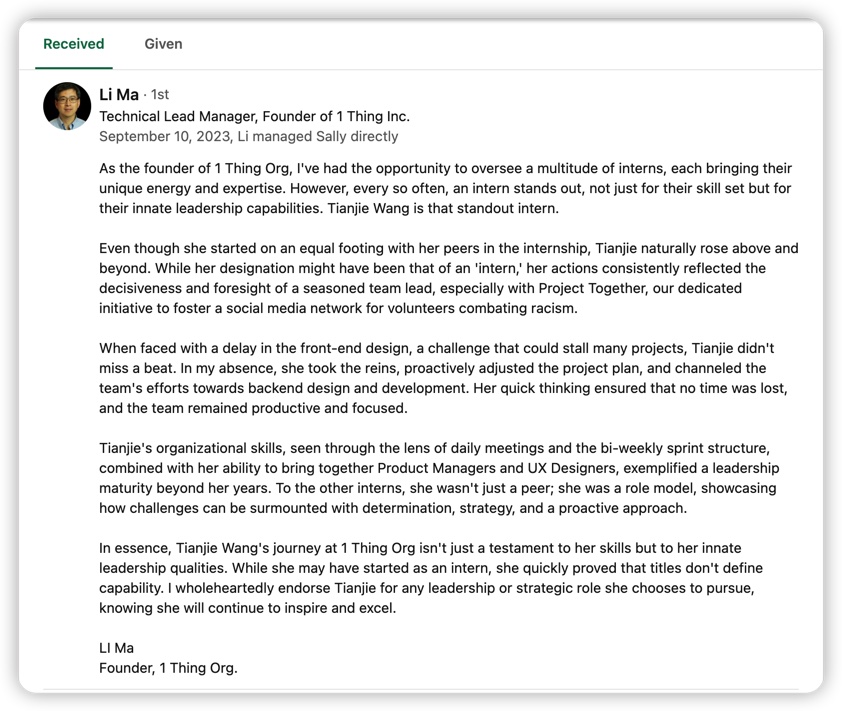 Received
Given
Li Ma · 1st
Technical Lead Manager, Founder of 1 Thing Inc.
September 10, 2023, Li managed Sally directly
As the founder of 1 Thing Org, I've had the opportunity to oversee a multitude of interns, each bringing their
unique energy and expertise. However, every so often, an intern stands out, not just for their skill set but for
their innate leadership capabilities. Tianjie Wang is that standout intern.
Even though she started on an equal footing with her peers in the internship, Tianjie naturally rose above and
beyond. While her designation might have been that of an 'intern,' her actions consistently reflected the
decisiveness and foresight of a seasoned team lead, especially with Project Together, our dedicated
initiative to foster a social media network for volunteers combating racism.
When faced with a delay in the front-end design, a challenge that could stall many projects, Tianjie didn't
miss a beat. In my absence, she took the reins, proactively adjusted the project plan, and channeled the
team's efforts towards backend design and development. Her quick thinking ensured that no time was lost,
and the team remained productive and focused.
Tianjie's organizational skills, seen through the lens of daily meetings and the bi-weekly sprint structure,
combined with her ability to bring together Product Managers and UX Designers, exemplified a leadership
maturity beyond her years. To the other interns, she wasn't just a peer; she was a role model, showcasing
how challenges can be surmounted with determination, strategy, and a proactive approach.
In essence, Tianjie Wang's journey at 1 Thing Org isn't just a testament to her skills but to her innate
leadership qualities. While she may have started as an intern, she quickly proved that titles don't define
capability. I wholeheartedly endorse Tianjie for any leadership or strategic role she chooses to pursue,
knowing she will continue to inspire and excel.
LI Ma
Founder, 1 Thing Org.